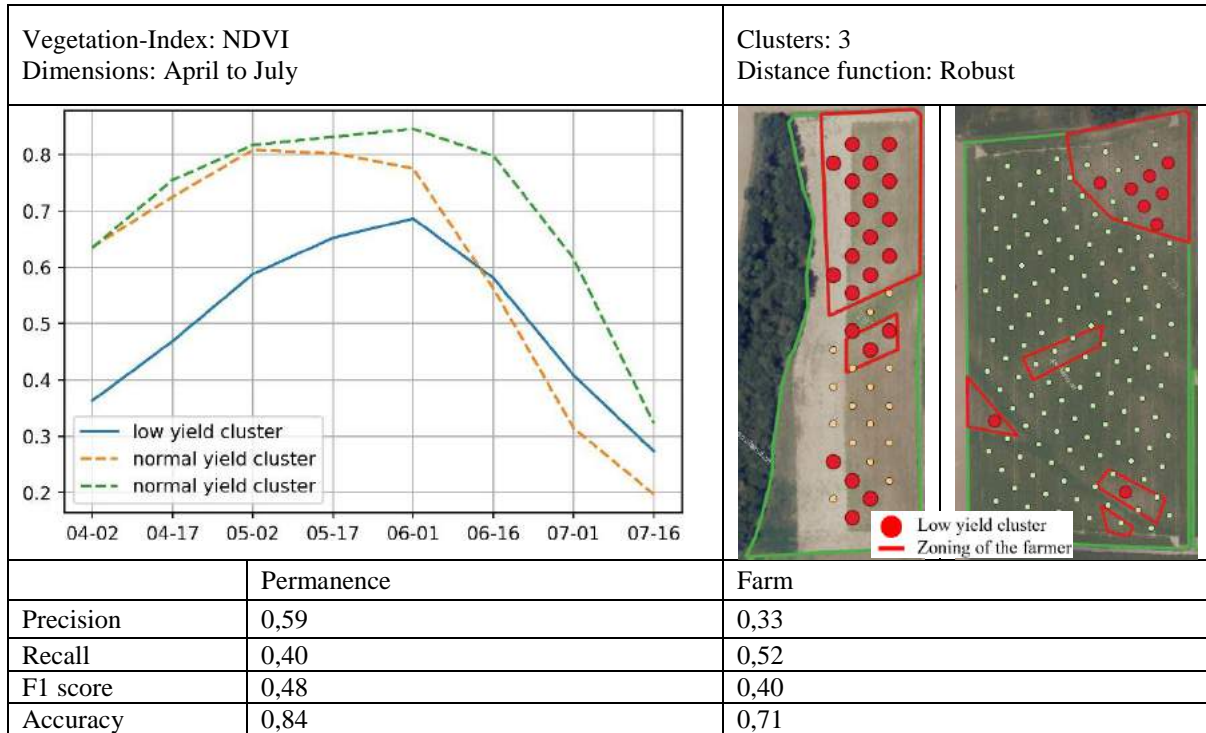 Vegetation-Index: NDVI
Dimensions: April to July
Clusters: 3
Distance function: Robust
0.8
0.7
0.6
0.5
0.4
0.3
0.2
low yield cluster
normal yield cluster
normal yield cluster
04-02 04-17 05-02 05-17 06-01 06-16 07-01 07-16
Low yield cluster
Zoning of the farmer
Permanence Farm
Precision 0,59 0,33
Recall 0,40 0,52
F1 score 0,48 0,40
Accuracy 0,84 0,71